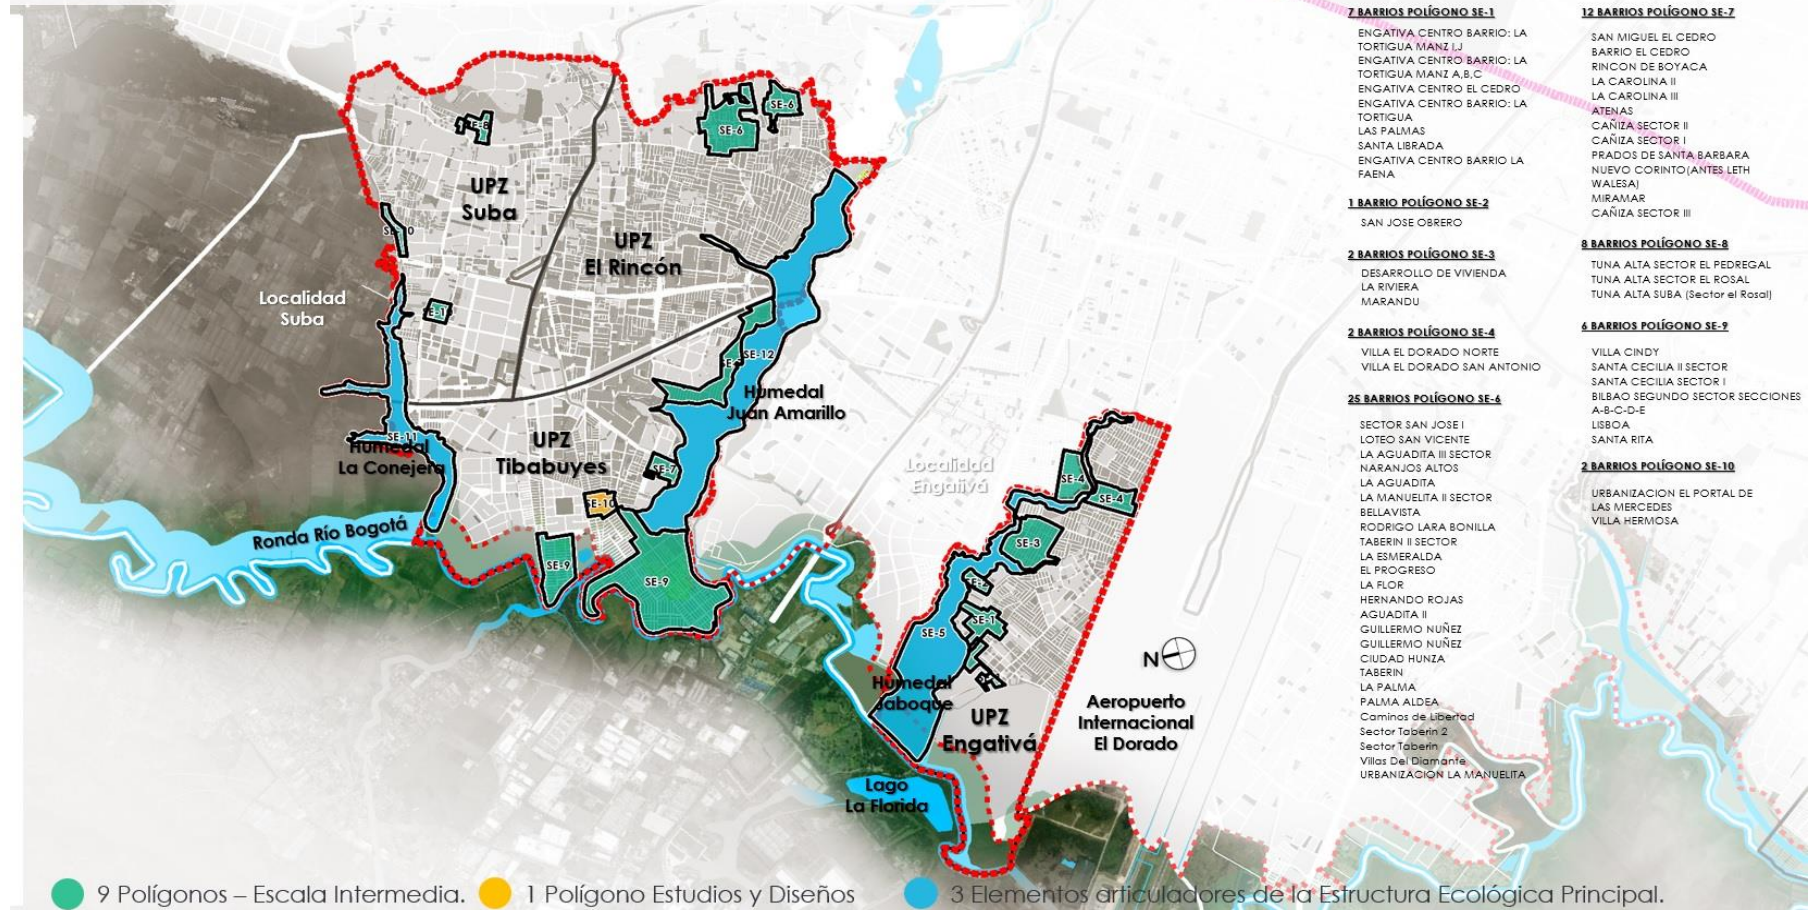 UPZ
Suba
UPZ
El Rincón
Localidad
Suba
SE-6
SE-6
SE-12
Humedal
Juan Amarillo
SE-11
Humedal
La Conejera
UPZ
Tibabuyes
SE-7
SE-10
SE-9
SE-9
Ronda Río Bogotá
Localidad
Engativá
SE-4
SE-4
SE-3
SE-1
SE-5
Humedal
Jaboque
UPZ
Engativá
Lago
La Florida
N
Aeropuerto
Internacional
El Dorado
7 BARRIOS POLÍGONO SE-1
ENGATIVA CENTRO BARRIO: LA
TORTIGUA MANZ I,J
ENGATIVA CENTRO BARRIO: LA
TORTIGUA MANZ A,B,C
ENGATIVA CENTRO EL CEDRO
ENGATIVA CENTRO BARRIO: LA
TORTIGUA
LAS PALMAS
SANTA LIBRADA
ENGATIVA CENTRO BARRIO LA
FAENA
1 BARRIO POLÍGONO SE-2
SAN JOSE OBRERO
2 BARRIOS POLÍGONO SE-3
DESARROLLO DE VIVIENDA
LA RIVIERA
MARANDU
2 BARRIOS POLÍGONO SE-4
VILLA EL DORADO NORTE
VILLA EL DORADO SAN ANTONIO
25 BARRIOS POLÍGONO SE-6
SECTOR SAN JOSE I
LOTEO SAN VICENTE
LA AGUADITA III SECTOR
NARANJOS ALTOS
LA AGUADITA
LA MANUELITA II SECTOR
BELLAVISTA
RODRIGO LARA BONILLA
TABERIN II SECTOR
LA ESMERALDA
EL PROGRESO
LA FLOR
HERNANDO ROJAS
AGUADITA II
GUILLERMO NUÑEZ
GUILLERMO NUÑEZ
CIUDAD HUNZA
TABERIN
LA PALMA
PALMA ALDEA
Caminos de Libertad
Sector Taberin 2
Sector Taberin
Villas Del Diamante
URBANIZACION LA MANUELITA
12 BARRIOS POLÍGONO SE-7
SAN MIGUEL EL CEDRO
BARRIO EL CEDRO
RINCON DE BOYACA
LA CAROLINA II
LA CAROLINA III
ATENAS
CAÑIZA SECTOR II
CAÑIZA SECTOR I
PRADOS DE SANTA BARBARA
NUEVO CORINTO(ANTES LETH
WALESA)
MIRAMAR
CAÑIZA SECTOR III
8 BARRIOS POLÍGONO SE-8
TUNA ALTA SECTOR EL PEDREGAL
TUNA ALTA SECTOR EL ROSAL
TUNA ALTA SUBA (Sector el Rosal)
6 BARRIOS POLÍGONO SE-9
VILLA CINDY
SANTA CECILIA II SECTOR
SANTA CECILIA SECTOR I
BILBAO SEGUNDO SECTOR SECCIONES
A-B-C-D-E
LISBOA
SANTA RITA
2 BARRIOS POLÍGONO SE-10
URBANIZACION EL PORTAL DE
LAS MERCEDES
VILLA HERMOSA
9 Polígonos – Escala Intermedia.
1 Polígono Estudios y Diseños
3 Elementos articuladores de la Estructura Ecológica Principal.